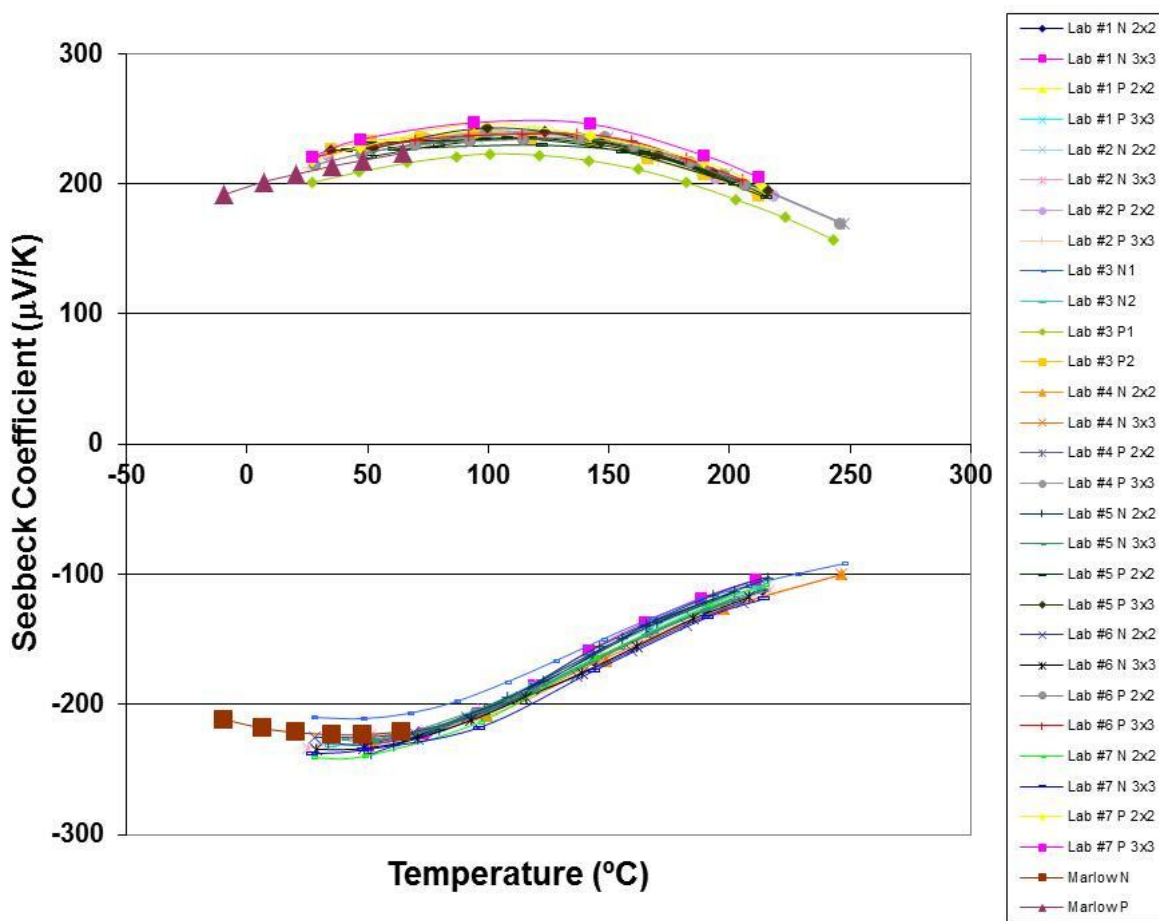 300
200
100
0
-50
0
50
100
150
200
250
300
-100
-200
-300
Seebeck Coefficient (µV/K)
Temperature (ºC)
Lab #1 N 2x2
Lab #1 N 3x3
Lab #1 P 2x2
Lab #1 P 3x3
Lab #2 N 2x2
Lab #2 N 3x3
Lab #2 P 2x2
Lab #2 P 3x3
Lab #3 N1
Lab #3 N2
Lab #3 P1
Lab #3 P2
Lab #4 N 2x2
Lab #4 N 3x3
Lab #4 P 2x2
Lab #4 P 3x3
Lab #5 N 2x2
Lab #5 N 3x3
Lab #5 P 2x2
Lab #5 P 3x3
Lab #6 N 2x2
Lab #6 N 3x3
Lab #6 P 2x2
Lab #6 P 3x3
Lab #7 N 2x2
Lab #7 N 3x3
Lab #7 P 2x2
Lab #7 P 3x3
Marlow N
Marlow P